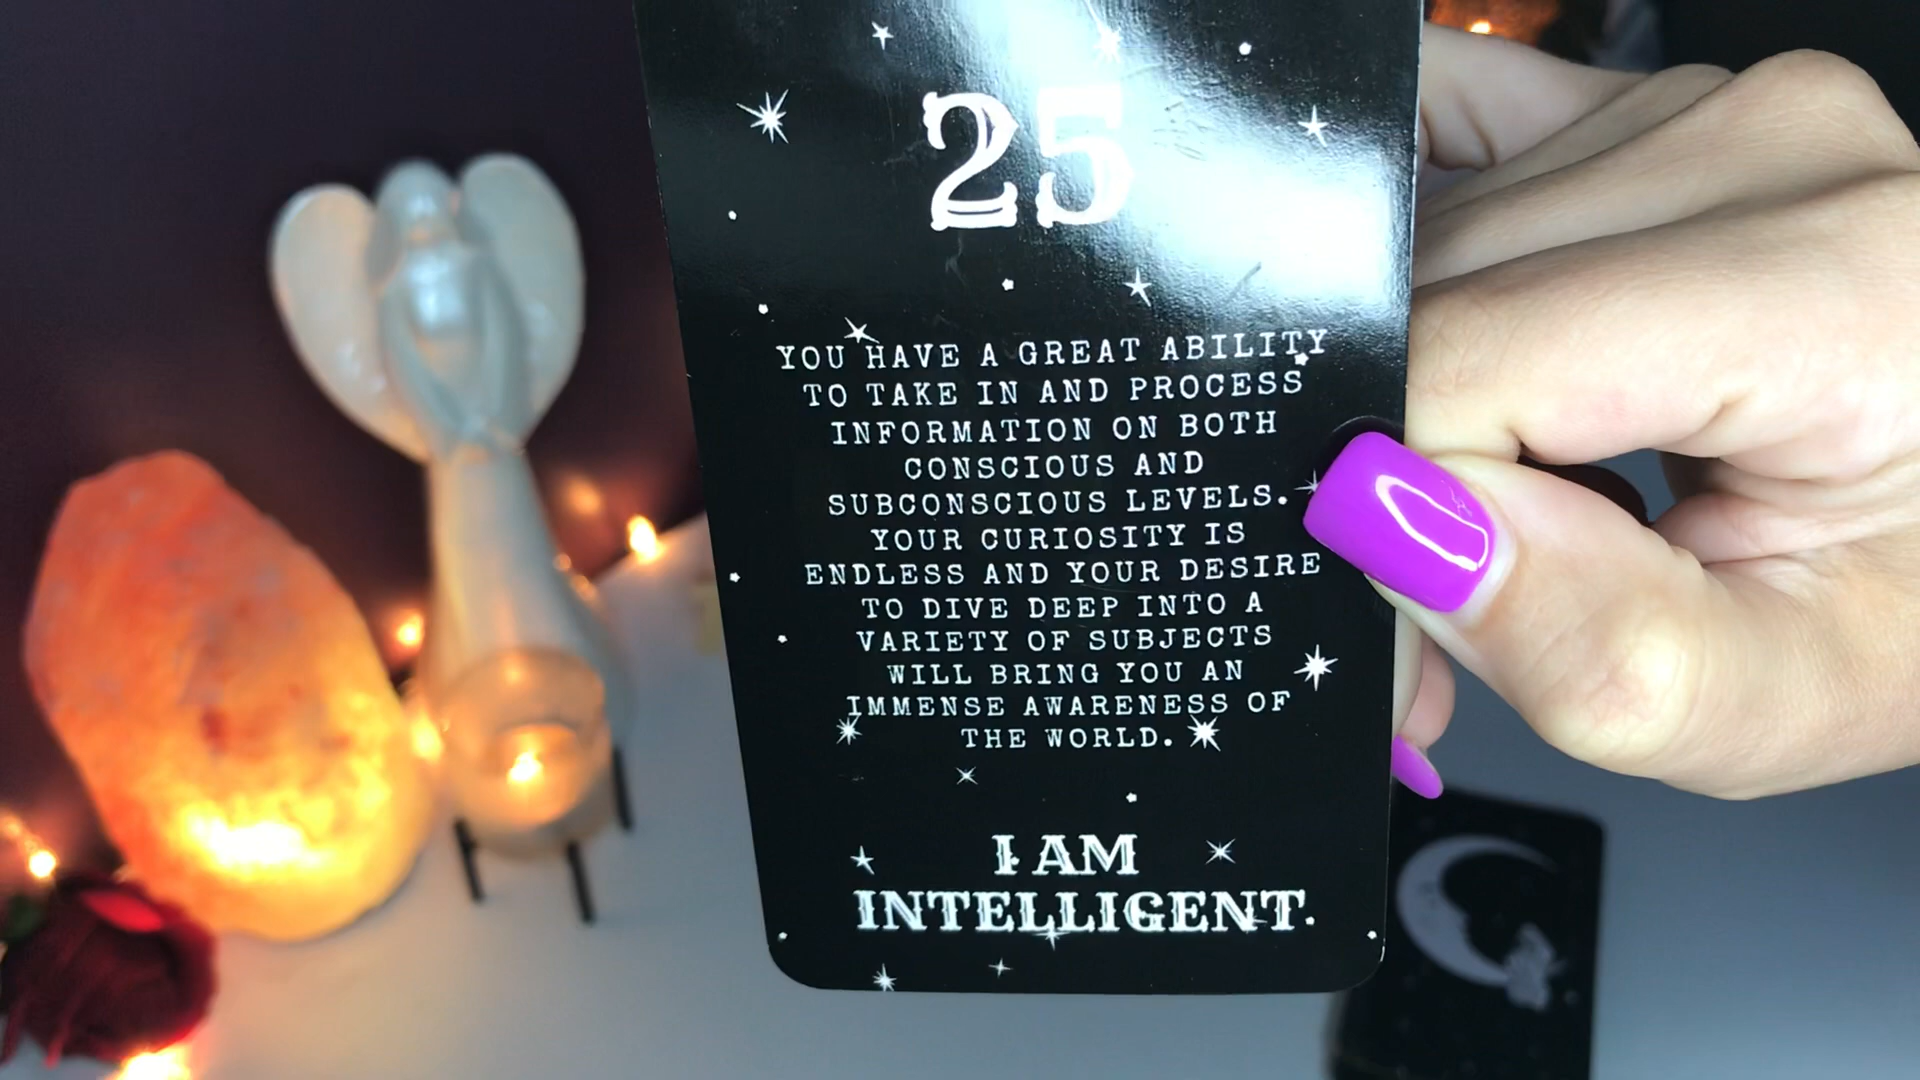 25
YOU HAVE A GREAT ABILITY
TO TAKE IN AND PROCESS
INFORMATION ON BOTH
CONSCIOUS AND
SUBCONSCIOUS LEVELS.
YOUR CURIOSITY IS
ENDLESS AND YOUR DESIRE
TO DIVE DEEP INTO A
VARIETY OF SUBJECTS
WILL BRING YOU AN
IMMENSE AWARENESS OF
THE WORLD.
I AM
INTELLIGENT.